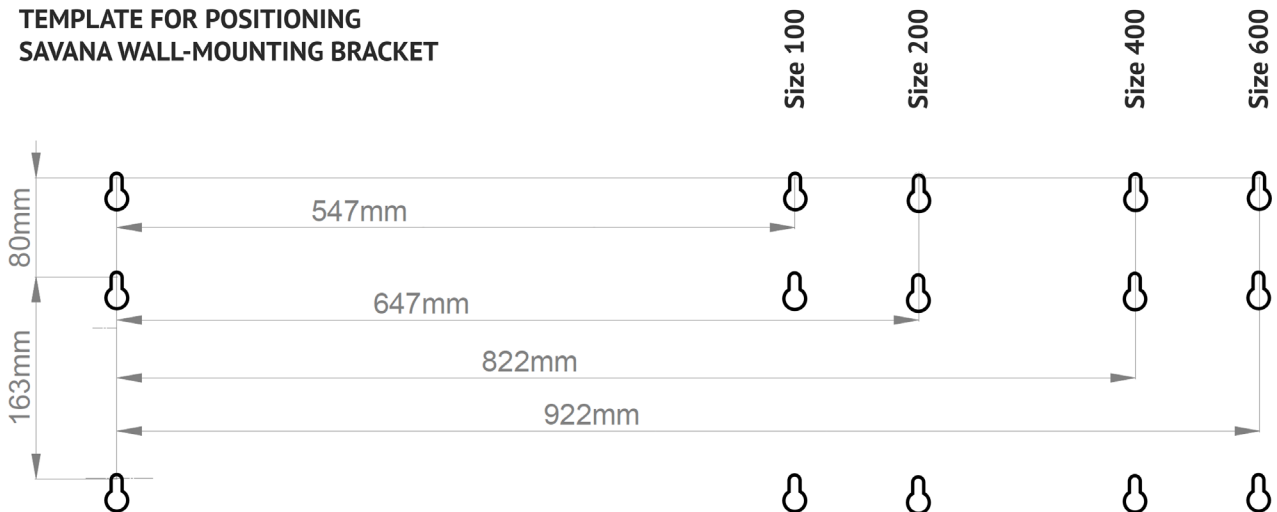 TEMPLATE FOR POSITIONING
SAVANA WALL-MOUNTING BRACKET
Size 100
Size 200
Size 400
Size 600
80mm
547mm
647mm
163mm
822mm
922mm